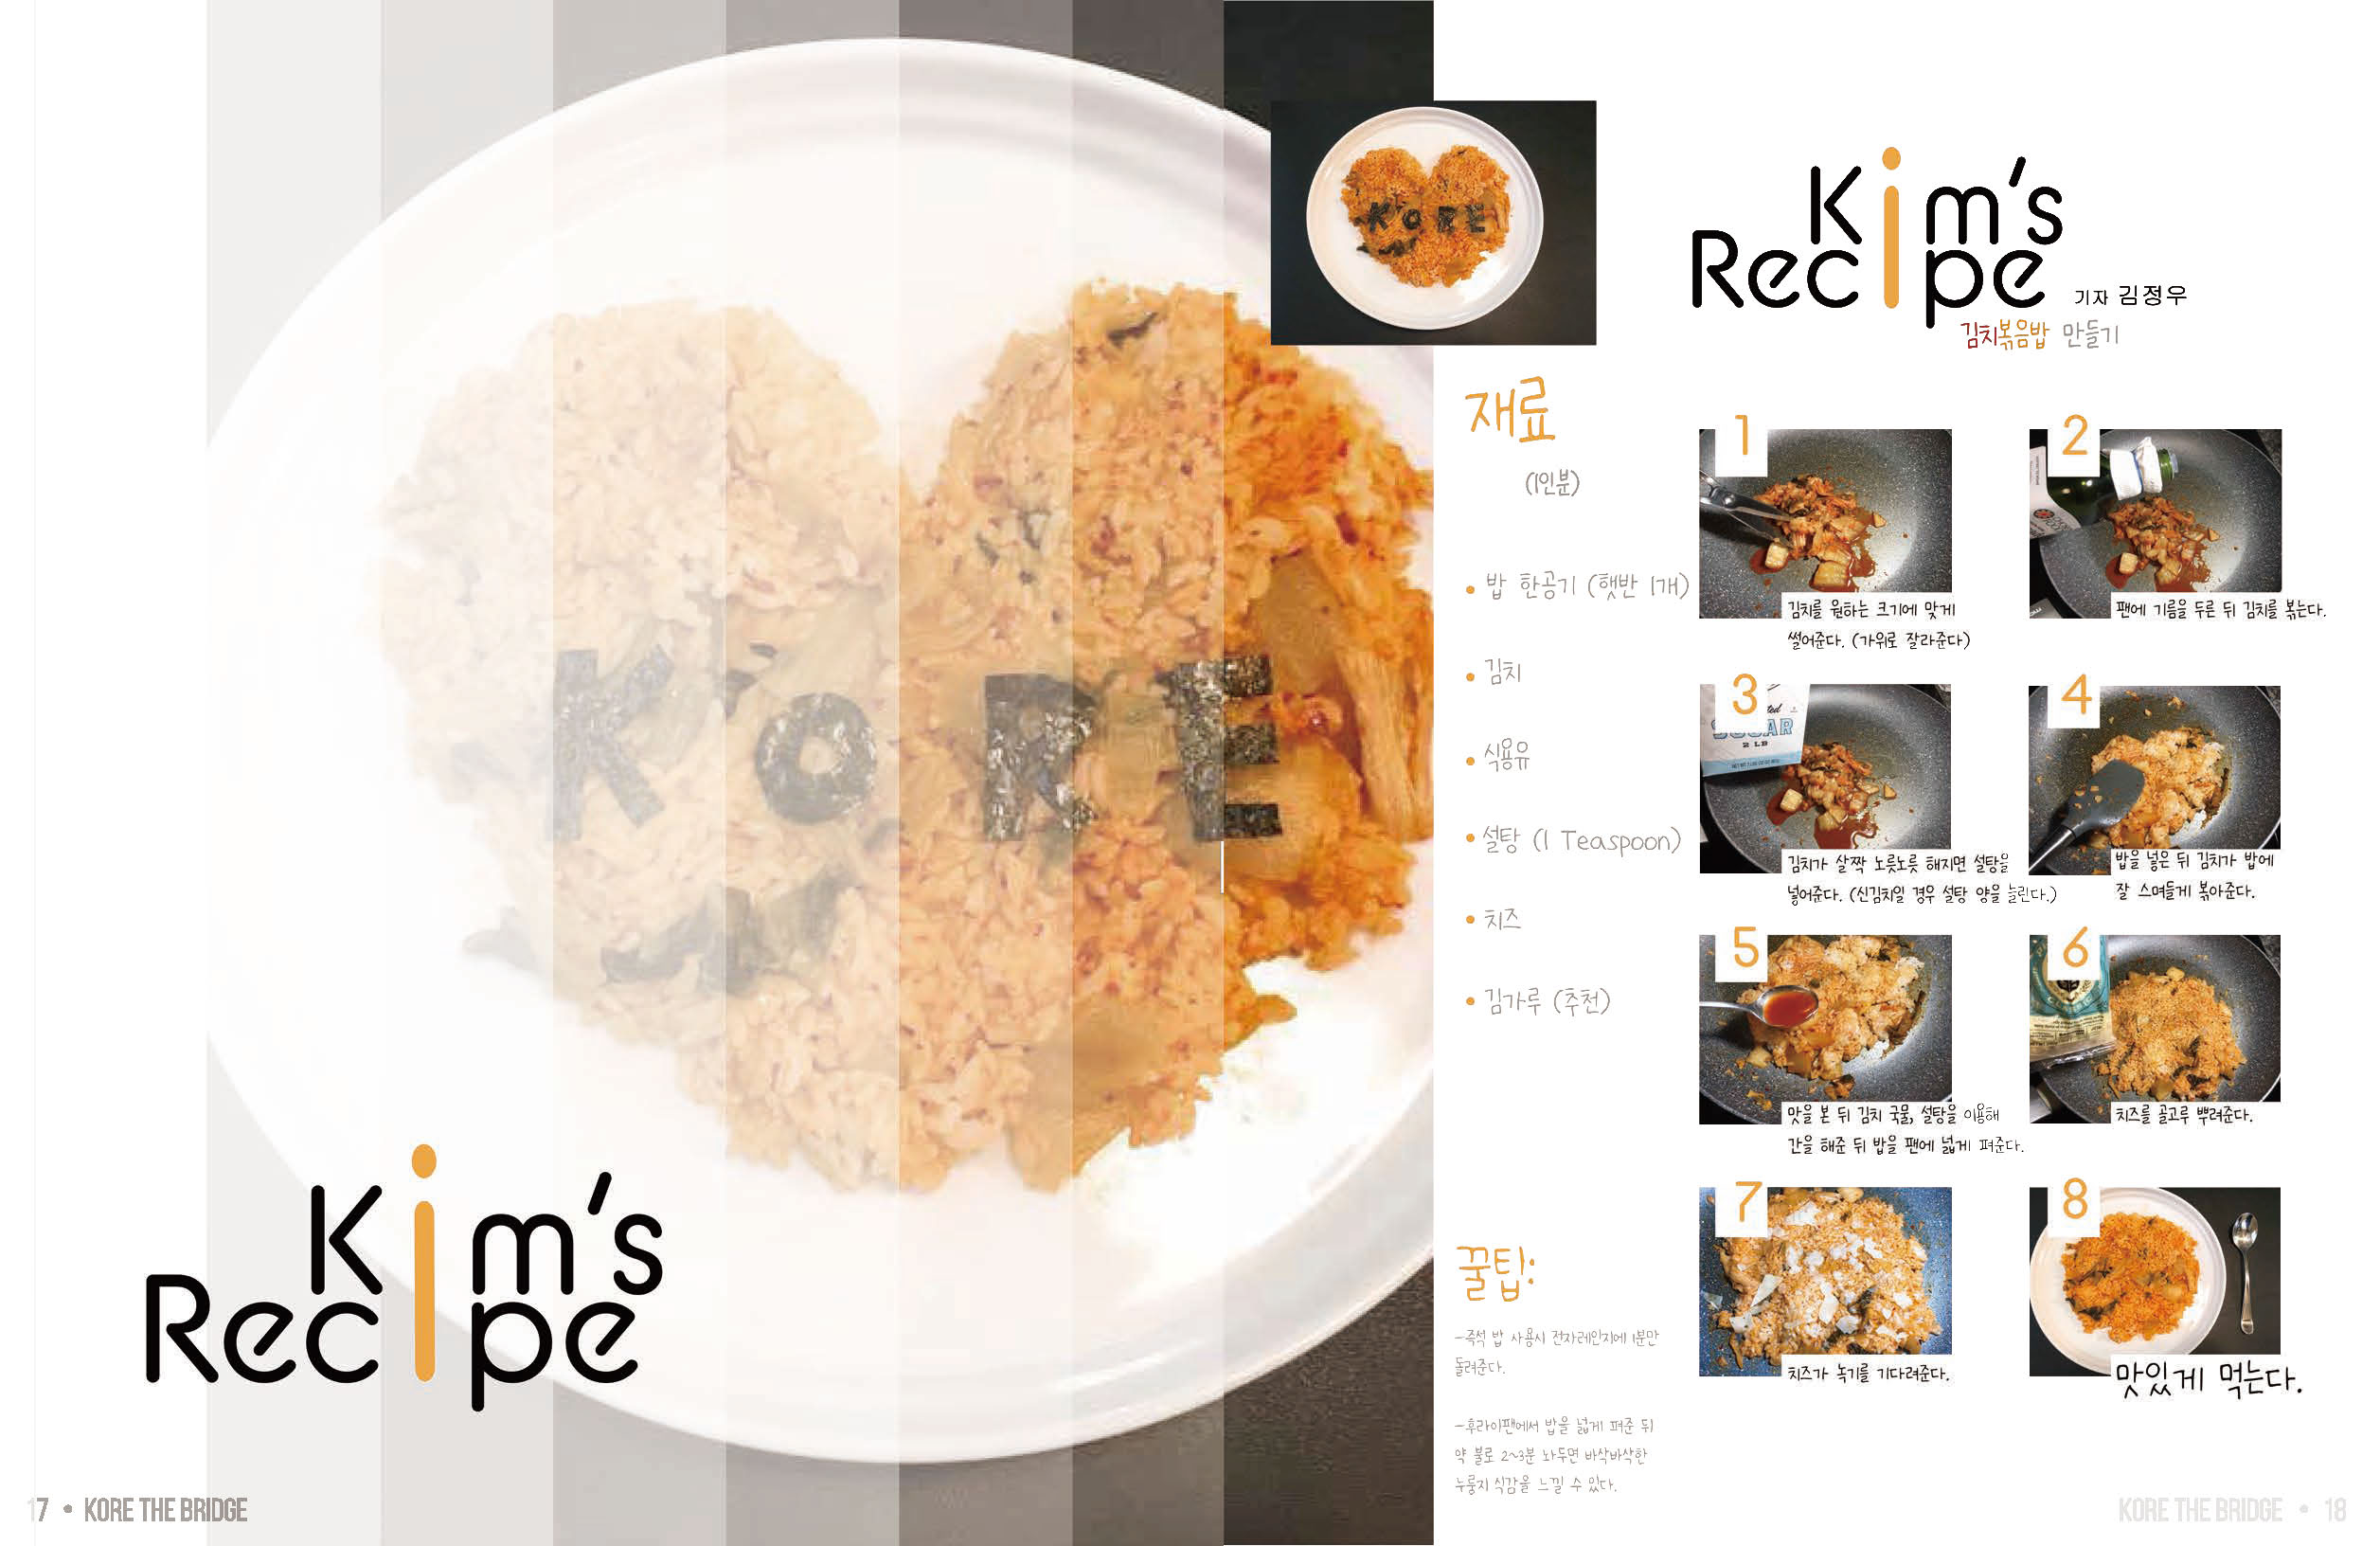 KORE
Kim's
Recipe
17 • KORE THE BRIDGE
KORE
Kim's
Recipe
기자 김정우
김치볶음밥 만들기
재료
(1인분)
• 밥 한공기 (햇반 1개)
• 김치
• 식용유
• 설탕 (1 Teaspoon)
• 치즈
• 김가루 (추천)
꿀팁:
-즉석 밥 사용시 전자레인지에 1분만
돌려준다.
-후라이팬에서 밥을 넓게 펴준 뒤
약 불로 2~3분 놔두면 바삭바삭한
누룽지 식감을 느낄 수 있다.
1
김치를 원하는 크기에 맞게
썰어준다. (가위로 잘라준다)
2
팬에 기름을 두른 뒤 김치를 볶는다.
3
SUGAR
2 LB
김치가 살짝 노릇노릇 해지면 설탕을
넣어준다. (신김치일 경우 설탕 양을 늘린다.)
4
밥을 넣은 뒤 김치가 밥에
잘 스며들게 볶아준다.
5
맛을 본 뒤 김치 국물, 설탕을 이용해
간을 해준 뒤 밥을 팬에 넓게 펴준다.
6
치즈를 골고루 뿌려준다.
7
치즈가 녹기를 기다려준다.
8
맛있게 먹는다.
KORE THE BRIDGE • 18